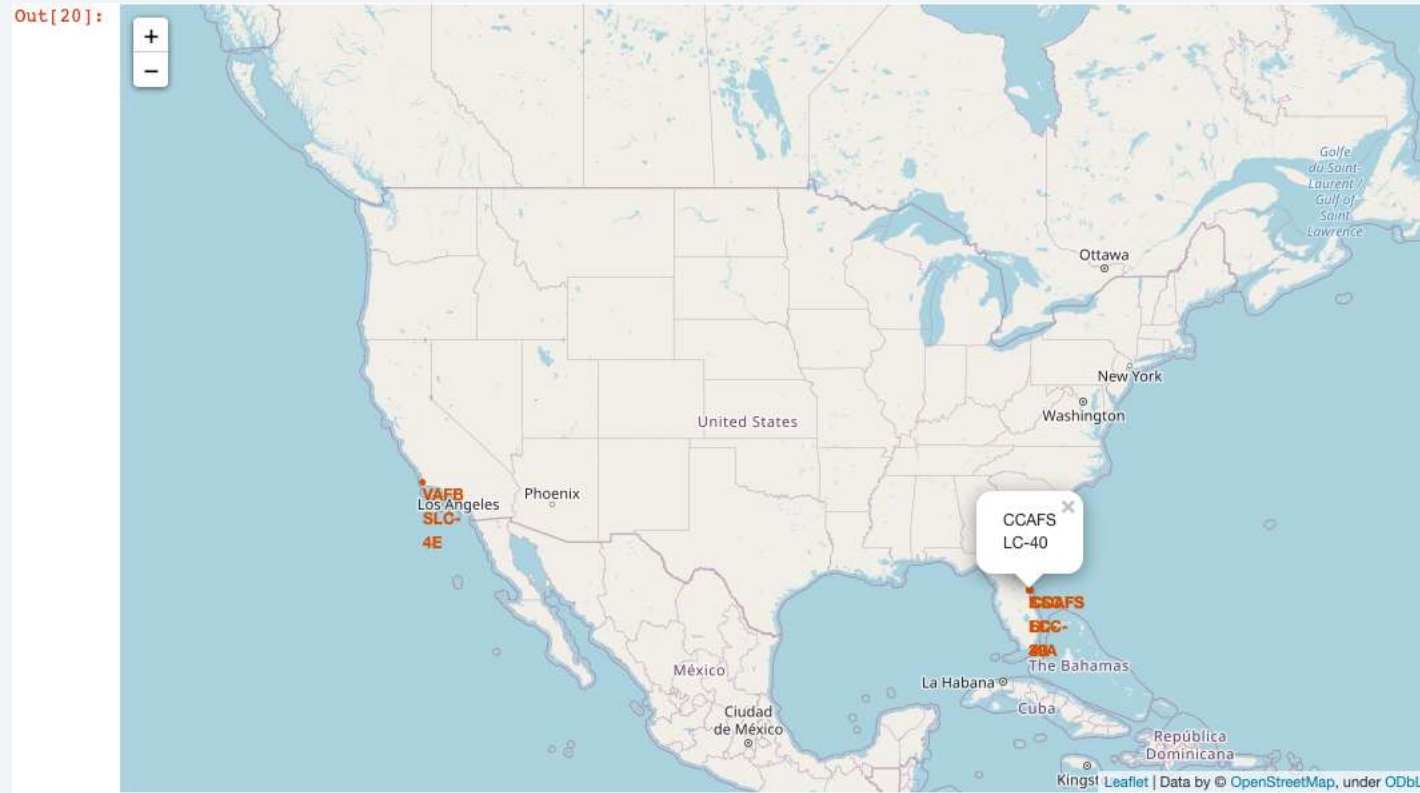 Out[20]:
+
−
Golfe
du Saint-
Laurent /
Gulf of
Saint
Lawrence
Ottawa
New York
Washington
United States
VAFB
Los Angeles
SLC-
4E
Phoenix
×
CCAFS
LC-40
The Bahamas
México
La Habana
Cuba
Ciudad
de México
República
Dominicana
Leaflet | Data by © OpenStreetMap, under ODbL